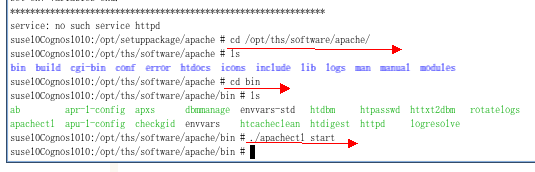 ********************************************************************
service: no such service httpd
suse10Cognos1010:/opt/setuppackage/apache # cd /opt/ths/software/apache/
suse10Cognos1010:/opt/ths/software/apache # ls
bin build cgi-bin conf error htdocs icons include lib logs man manual modules
suse10Cognos1010:/opt/ths/software/apache # cd bin
suse10Cognos1010:/opt/ths/software/apache/bin # ls
ab apr-1-config apxs dbmmanage envvars-std htdbm htpasswd httxt2dbm rotatelogs
apachectl apu-1-config checkgid envvars htcacheclean htdigest httpd logresolve
suse10Cognos1010:/opt/ths/software/apache/bin # ./apachectl start
suse10Cognos1010:/opt/ths/software/apache/bin #